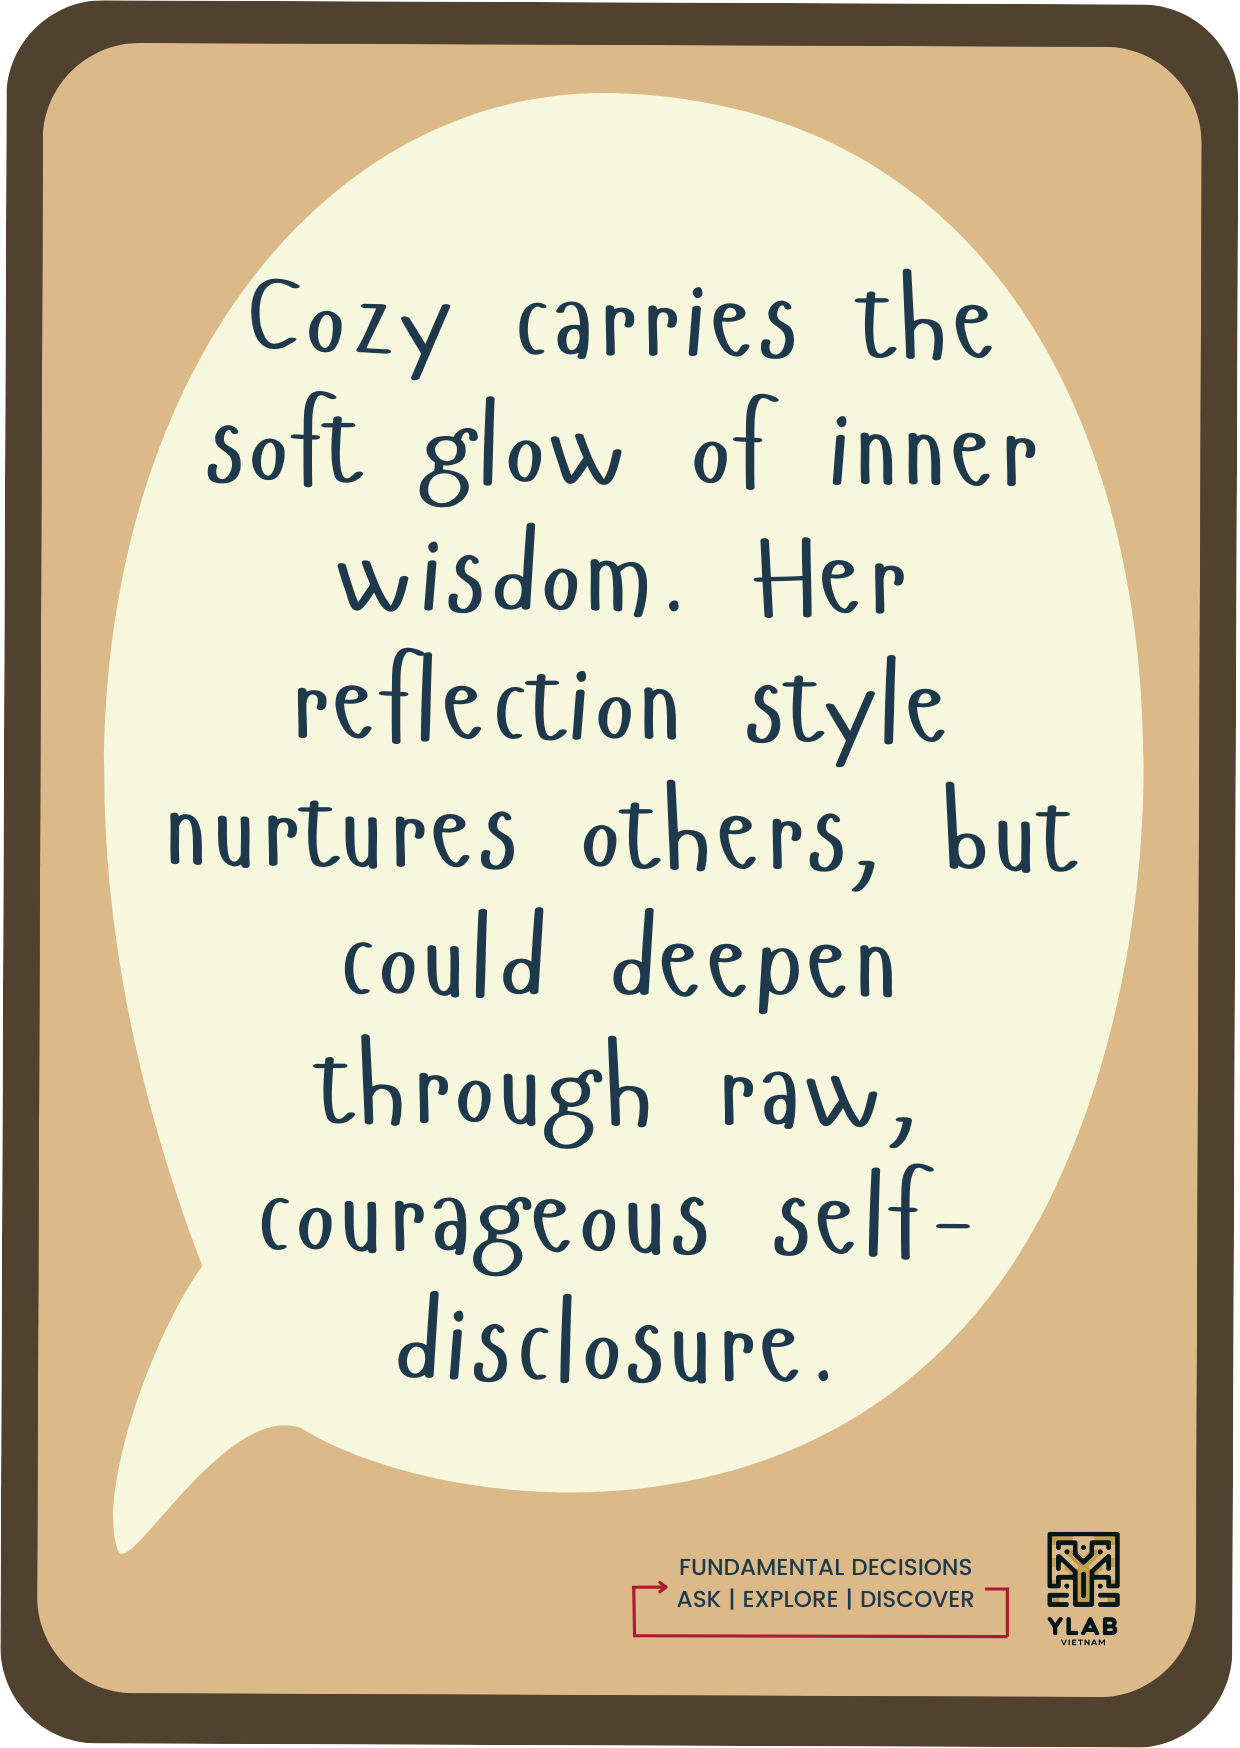 Cozy carries the
soft glow of inner
wisdom. Her
reflection style
nurtures others, but
could deepen
through raw,
courageous self-
disclosure.
FUNDAMENTAL DECISIONS
ASK | EXPLORE | DISCOVER
YLAB
VIETNAM